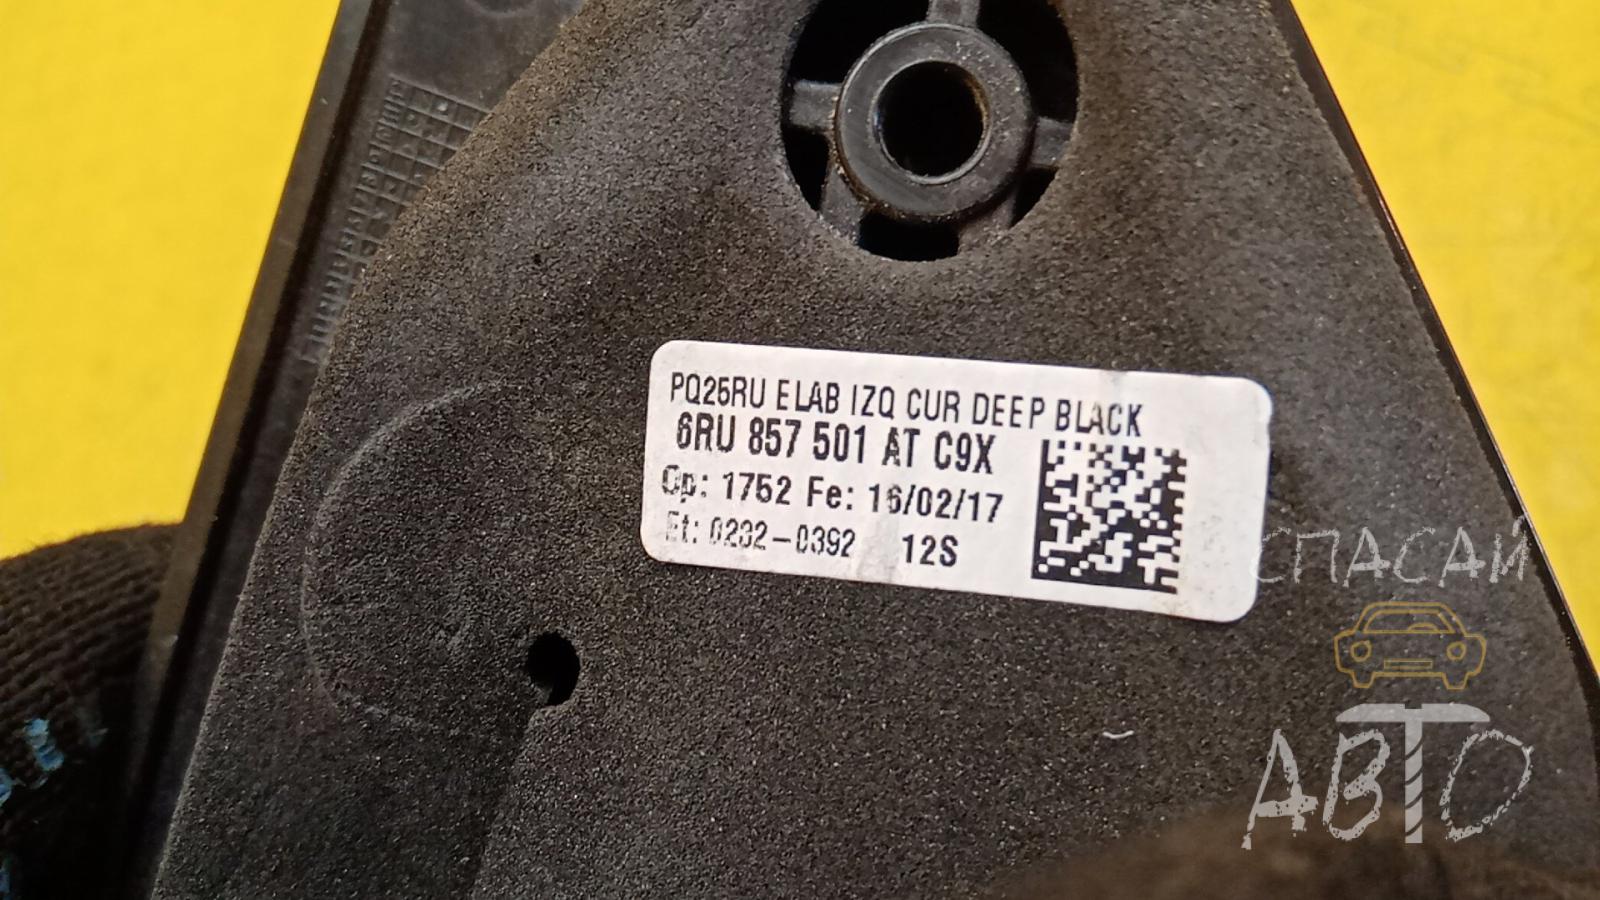 PQ25RU ELAB IZQ CUR DEEP BLACK
6RU 857 501 AT C9X
Op: 1752 Fe: 16/02/17
Et: 0232-0392 12S
СПАСАЙ
АВТО